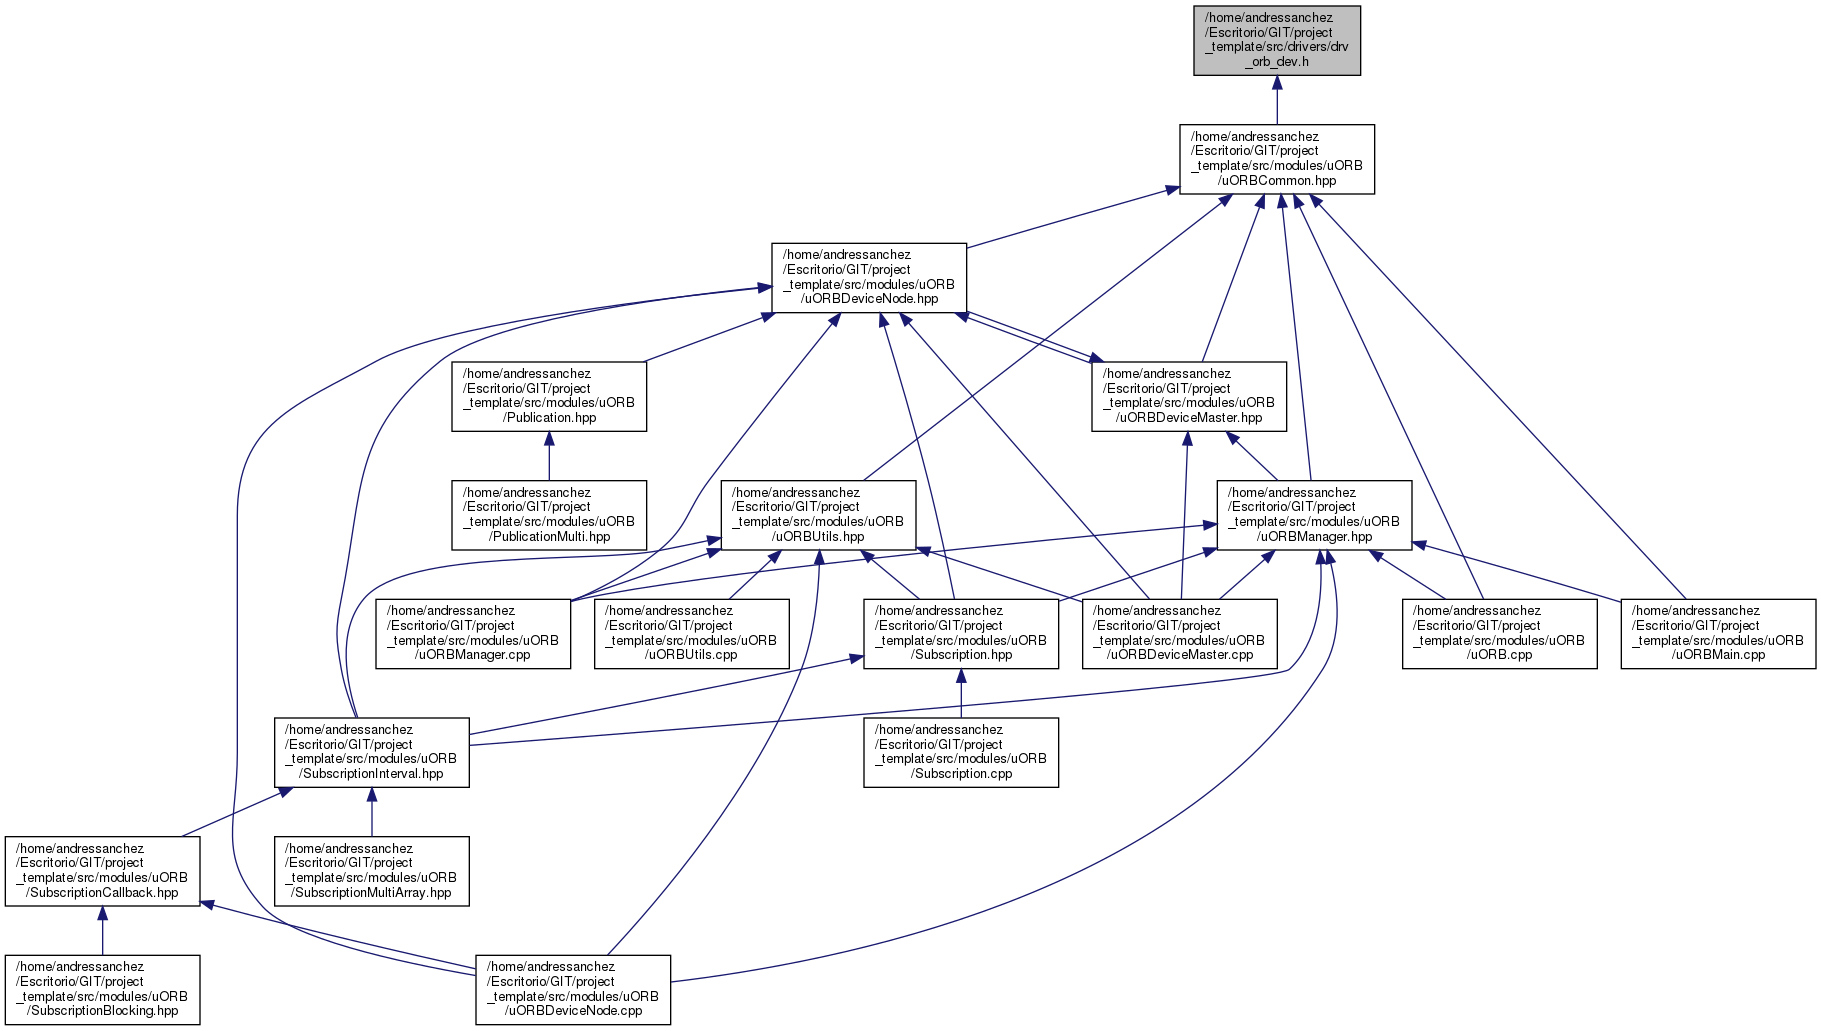 /home/andressanchez
/Escritorio/GIT/project
_template/src/drivers/drv
_orb_dev.h
/home/andressanchez
/Escritorio/GIT/project
_template/src/modules/uORB
/uORBCommon.hpp
/home/andressanchez
/Escritorio/GIT/project
_template/src/modules/uORB
/uORBDeviceNode.hpp
/home/andressanchez
/Escritorio/GIT/project
_template/src/modules/uORB
/Publication.hpp
/home/andressanchez
/Escritorio/GIT/project
_template/src/modules/uORB
/uORBDeviceMaster.hpp
/home/andressanchez
/Escritorio/GIT/project
_template/src/modules/uORB
/PublicationMulti.hpp
/home/andressanchez
/Escritorio/GIT/project
_template/src/modules/uORB
/uORBUtils.hpp
/home/andressanchez
/Escritorio/GIT/project
_template/src/modules/uORB
/uORBManager.hpp
/home/andressanchez
/Escritorio/GIT/project
_template/src/modules/uORB
/uORBManager.cpp
/home/andressanchez
/Escritorio/GIT/project
_template/src/modules/uORB
/uORBUtils.cpp
/home/andressanchez
/Escritorio/GIT/project
_template/src/modules/uORB
/Subscription.hpp
/home/andressanchez
/Escritorio/GIT/project
_template/src/modules/uORB
/uORBDeviceMaster.cpp
/home/andressanchez
/Escritorio/GIT/project
_template/src/modules/uORB
/uORB.cpp
/home/andressanchez
/Escritorio/GIT/project
_template/src/modules/uORB
/uORBMain.cpp
/home/andressanchez
/Escritorio/GIT/project
_template/src/modules/uORB
/SubscriptionInterval.hpp
/home/andressanchez
/Escritorio/GIT/project
_template/src/modules/uORB
/Subscription.cpp
/home/andressanchez
/Escritorio/GIT/project
_template/src/modules/uORB
/SubscriptionCallback.hpp
/home/andressanchez
/Escritorio/GIT/project
_template/src/modules/uORB
/SubscriptionMultiArray.hpp
/home/andressanchez
/Escritorio/GIT/project
_template/src/modules/uORB
/SubscriptionBlocking.hpp
/home/andressanchez
/Escritorio/GIT/project
_template/src/modules/uORB
/uORBDeviceNode.cpp